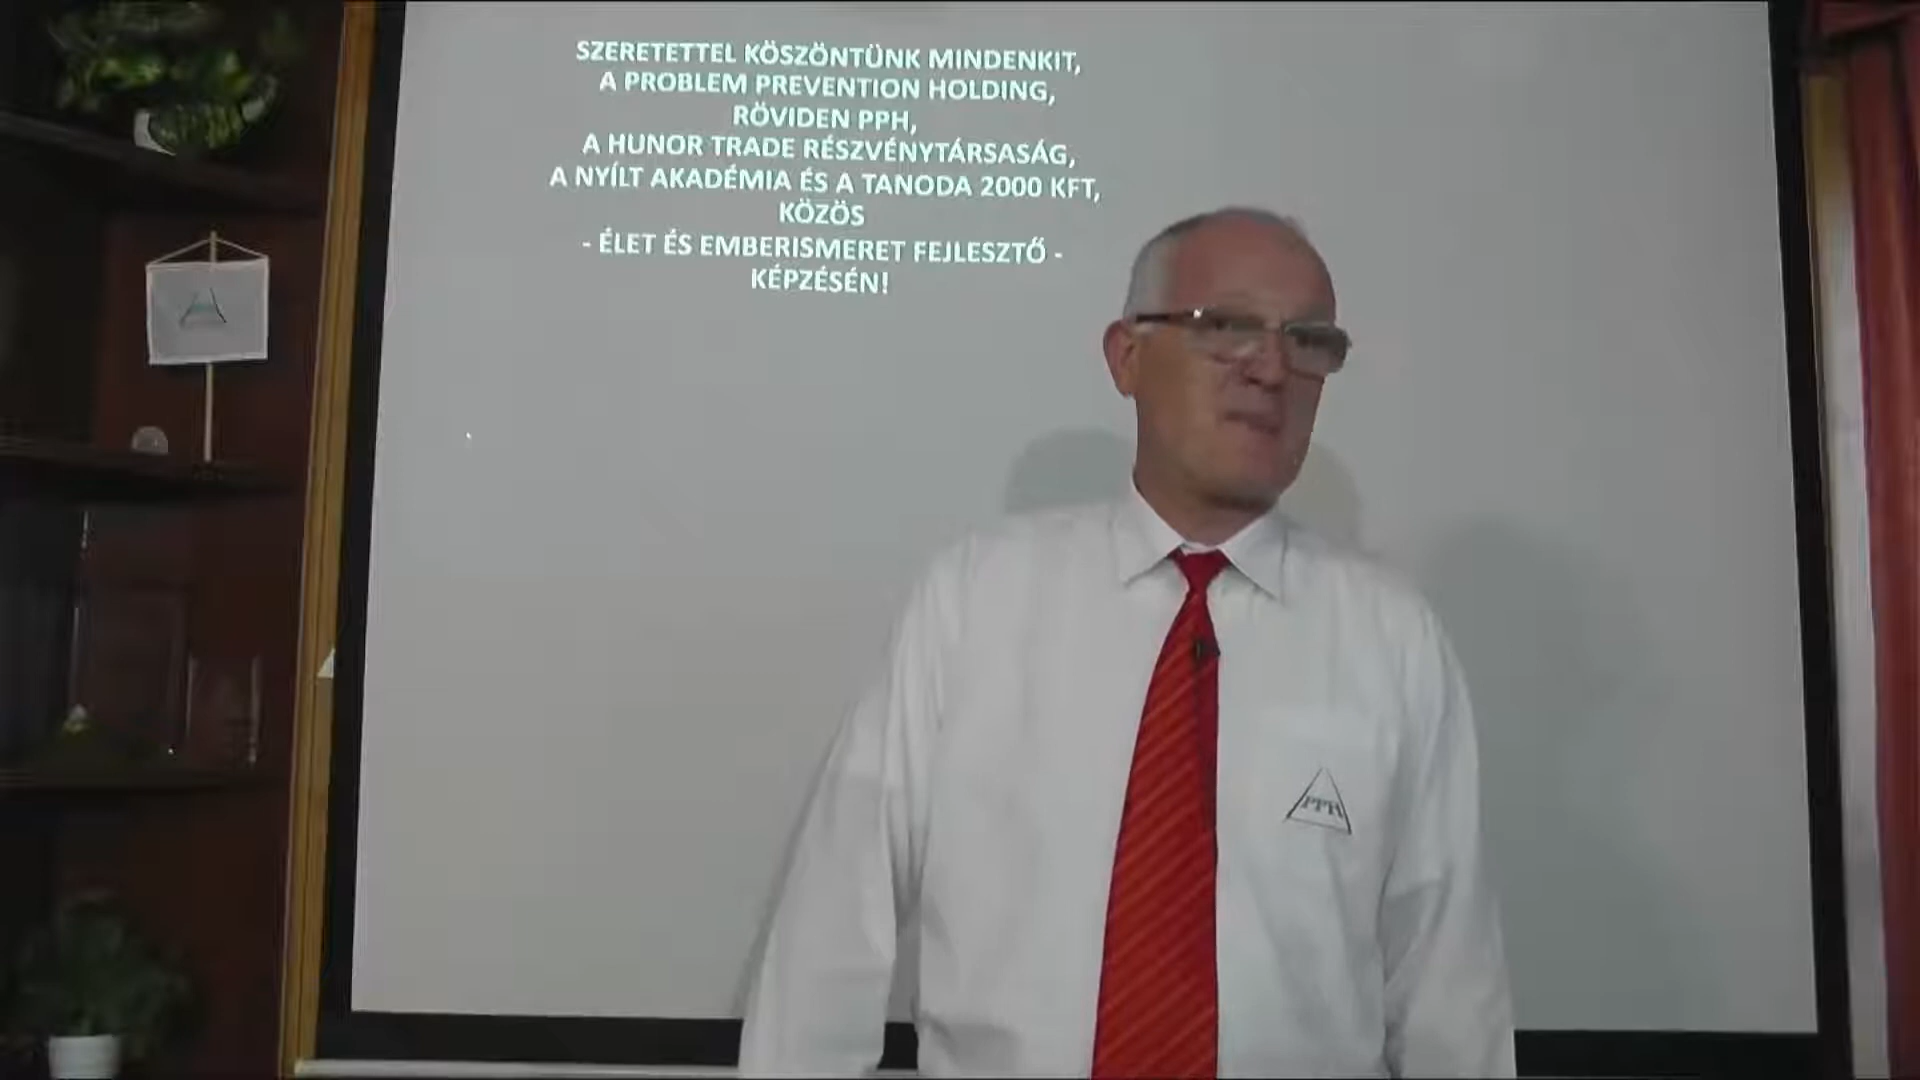 SZERETETTEL KÖSZÖNTÜNK MINDENKIT,
A PROBLEM PREVENTION HOLDING,
RÖVIDEN PPH,
A HUNOR TRADE RÉSZVÉNYTÁRSASÁG,
A NYÍLT AKADÉMIA ÉS A TANODA 2000 KFT,
KÖZÖS
- ÉLET ÉS EMBERISMERET FEJLESZTŐ -
KÉPZÉSÉN!
PPH